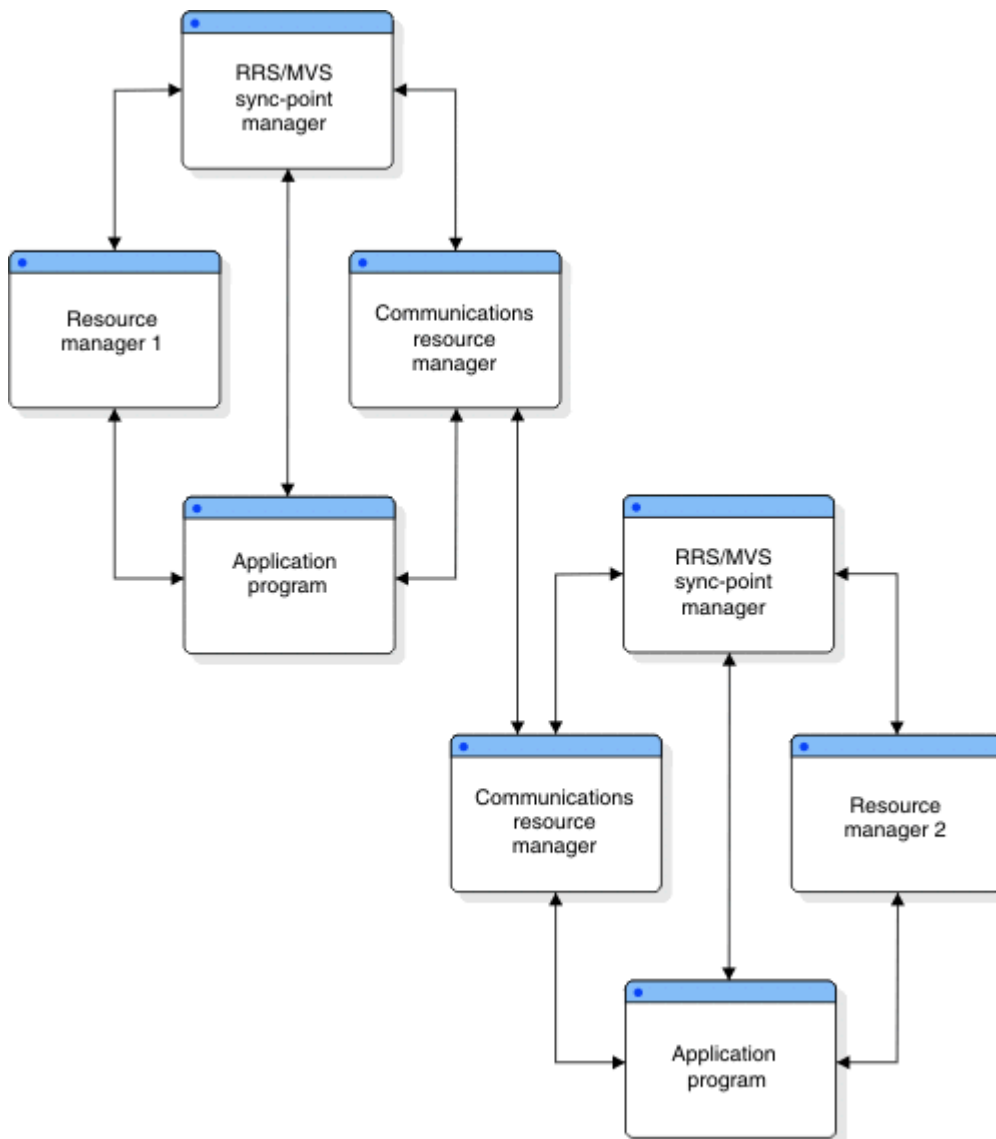 RRS/MVS
sync-point
manager
Resource
manager 1
Communications
resource
manager
Application
program
RRS/MVS
sync-point
manager
Communications
resource
manager
Resource
manager 2
Application
program